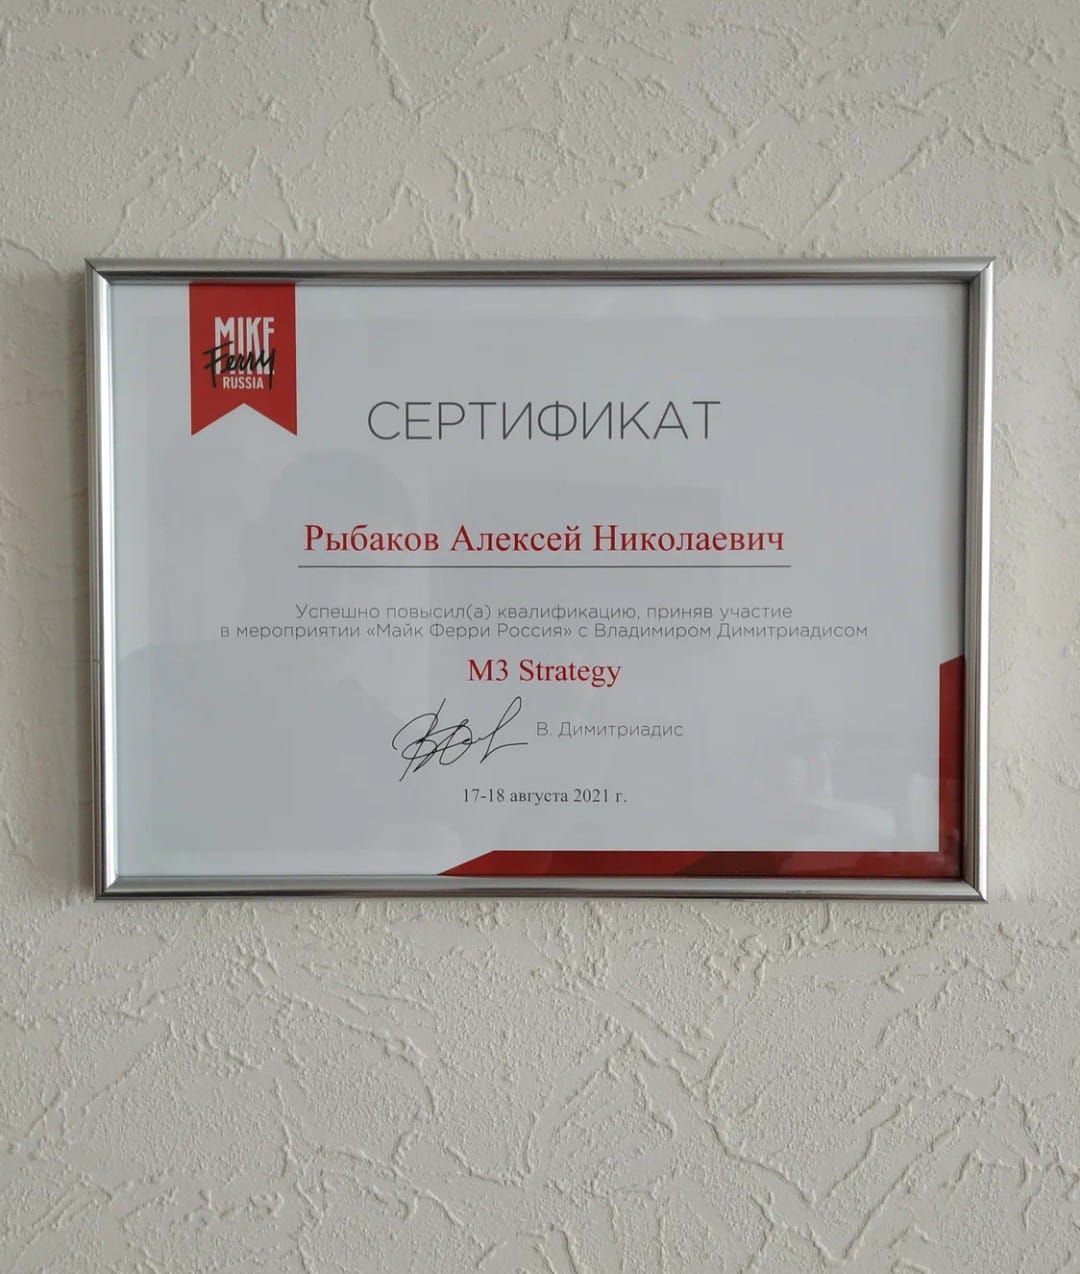 MIKE
Ferry
RUSSIA
СЕРТИФИКАТ
Рыбаков Алексей Николаевич
Успешно повысил(а) квалификацию, приняв участие
в мероприятии «Майк Ферри Россия» с Владимиром Димитриадисом
M3 Strategy
В. Димитриадис
17-18 августа 2021 г.